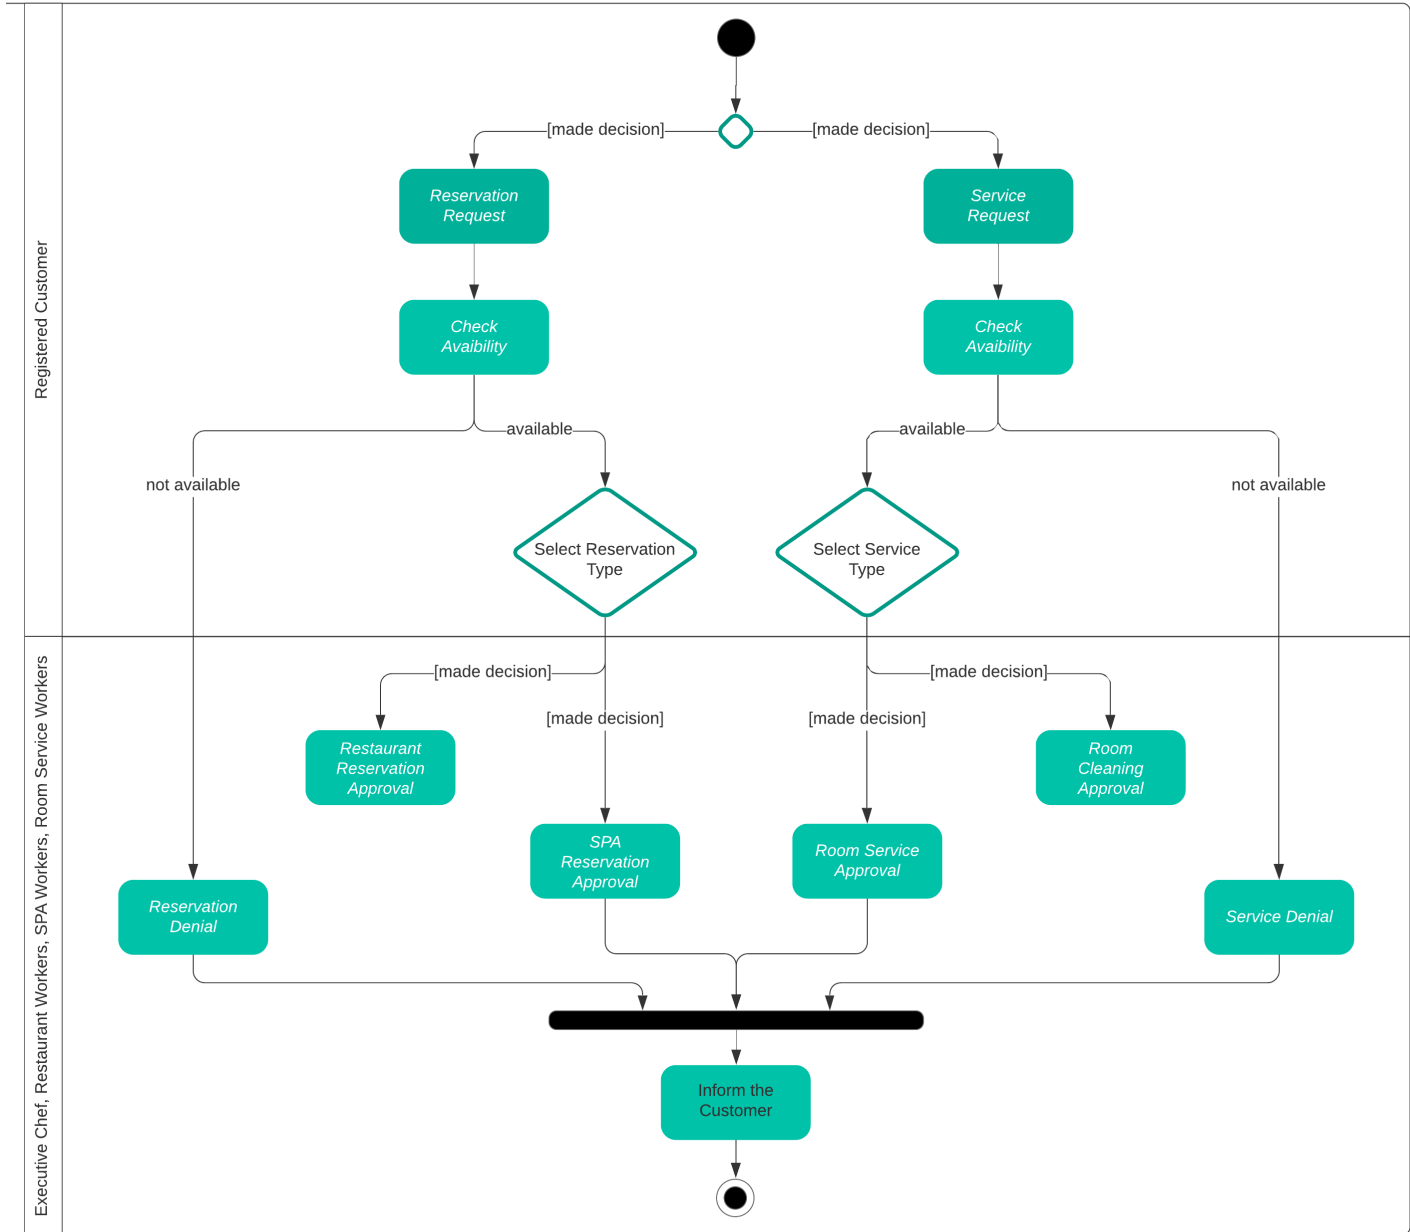 Registered Customer
[made decision]
[made decision]
Reservation
Request
Service
Request
Check
Avaibility
Check
Avaibility
available
available
not available
not available
Select Reservation
Type
Select Service
Type
Executive Chef, Restaurant Workers, SPA Workers, Room Service Workers
[made decision]
[made decision]
[made decision]
[made decision]
Restaurant
Reservation
Approval
Room
Cleaning
Approval
SPA
Reservation
Approval
Room Service
Approval
Reservation
Denial
Service Denial
Inform the
Customer